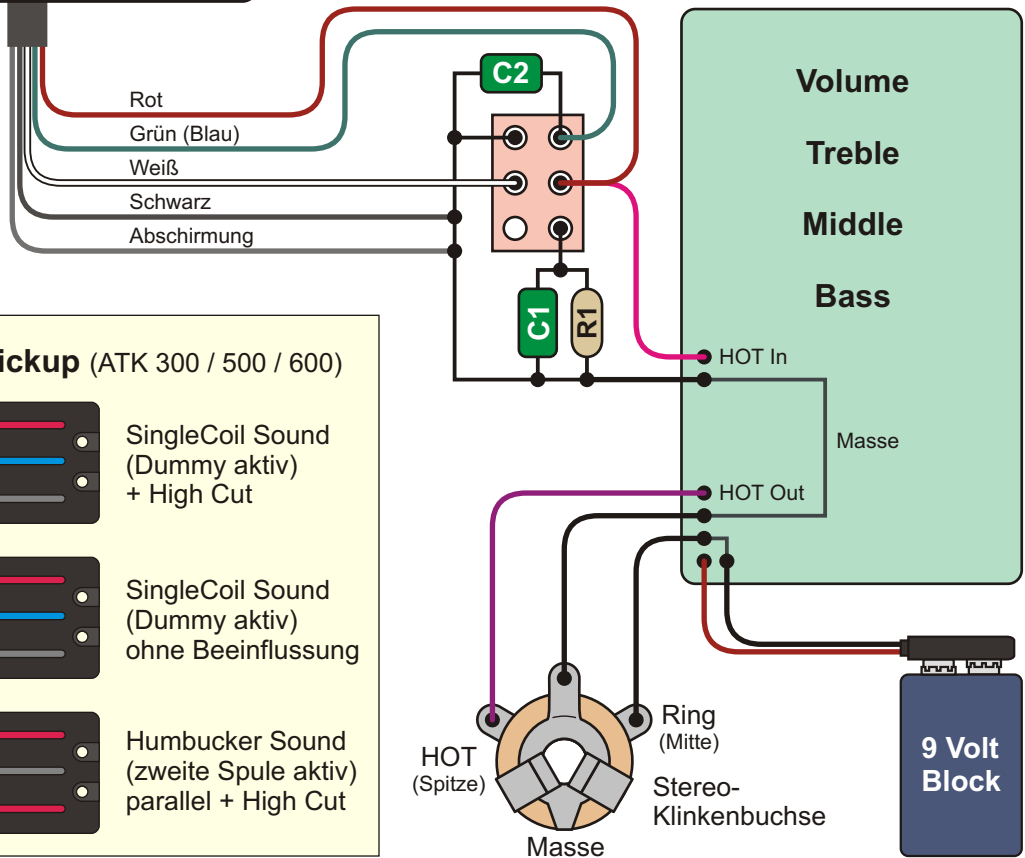 Rot
Grün (Blau)
Weiß
Schwarz
Abschirmung
C2
C1
R1
Volume
Treble
Middle
Bass
HOT In
Masse
HOT Out
ickup (ATK 300 / 500 / 600)
SingleCoil Sound
(Dummy aktiv)
+ High Cut
SingleCoil Sound
(Dummy aktiv)
ohne Beeinflussung
Humbucker Sound
(zweite Spule aktiv)
parallel + High Cut
HOT
(Spitze)
Ring
(Mitte)
Stereo-
Klinkenbuchse
Masse
9 Volt
Block